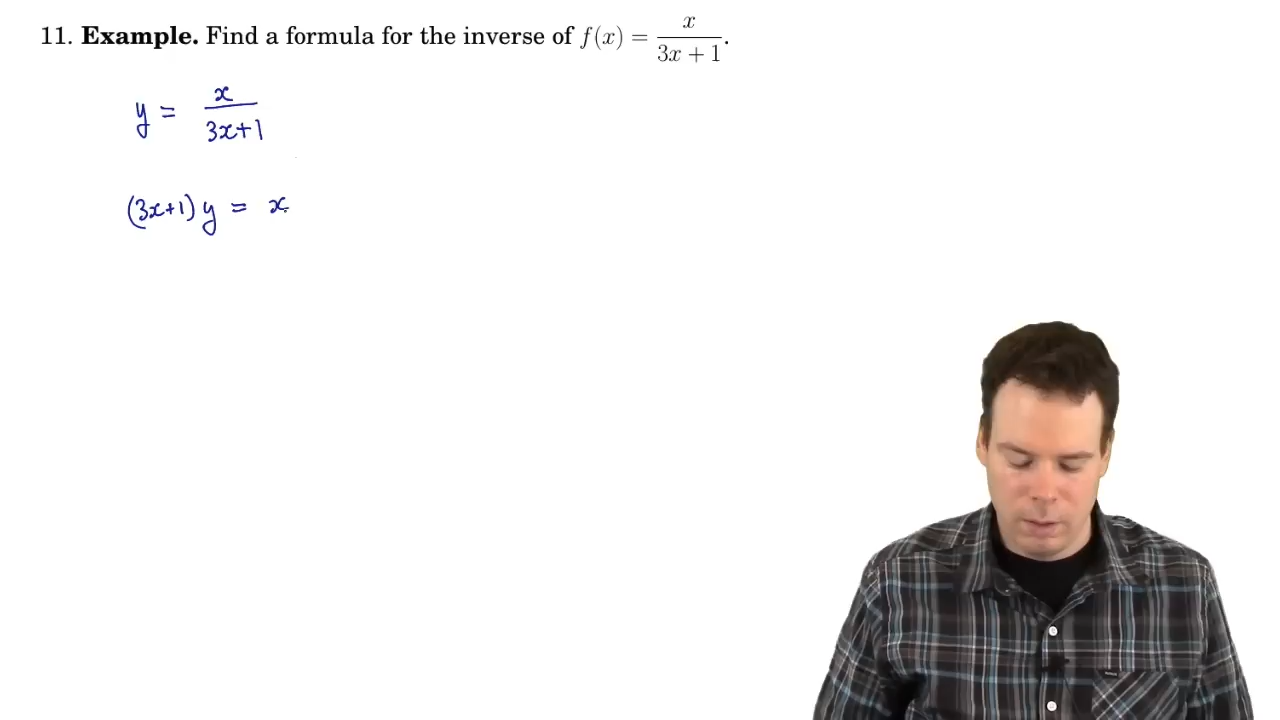 11. Example. Find a formula for the inverse of f(x) = x/(3x + 1).
y = x/(3x+1)
(3x+1) y = x